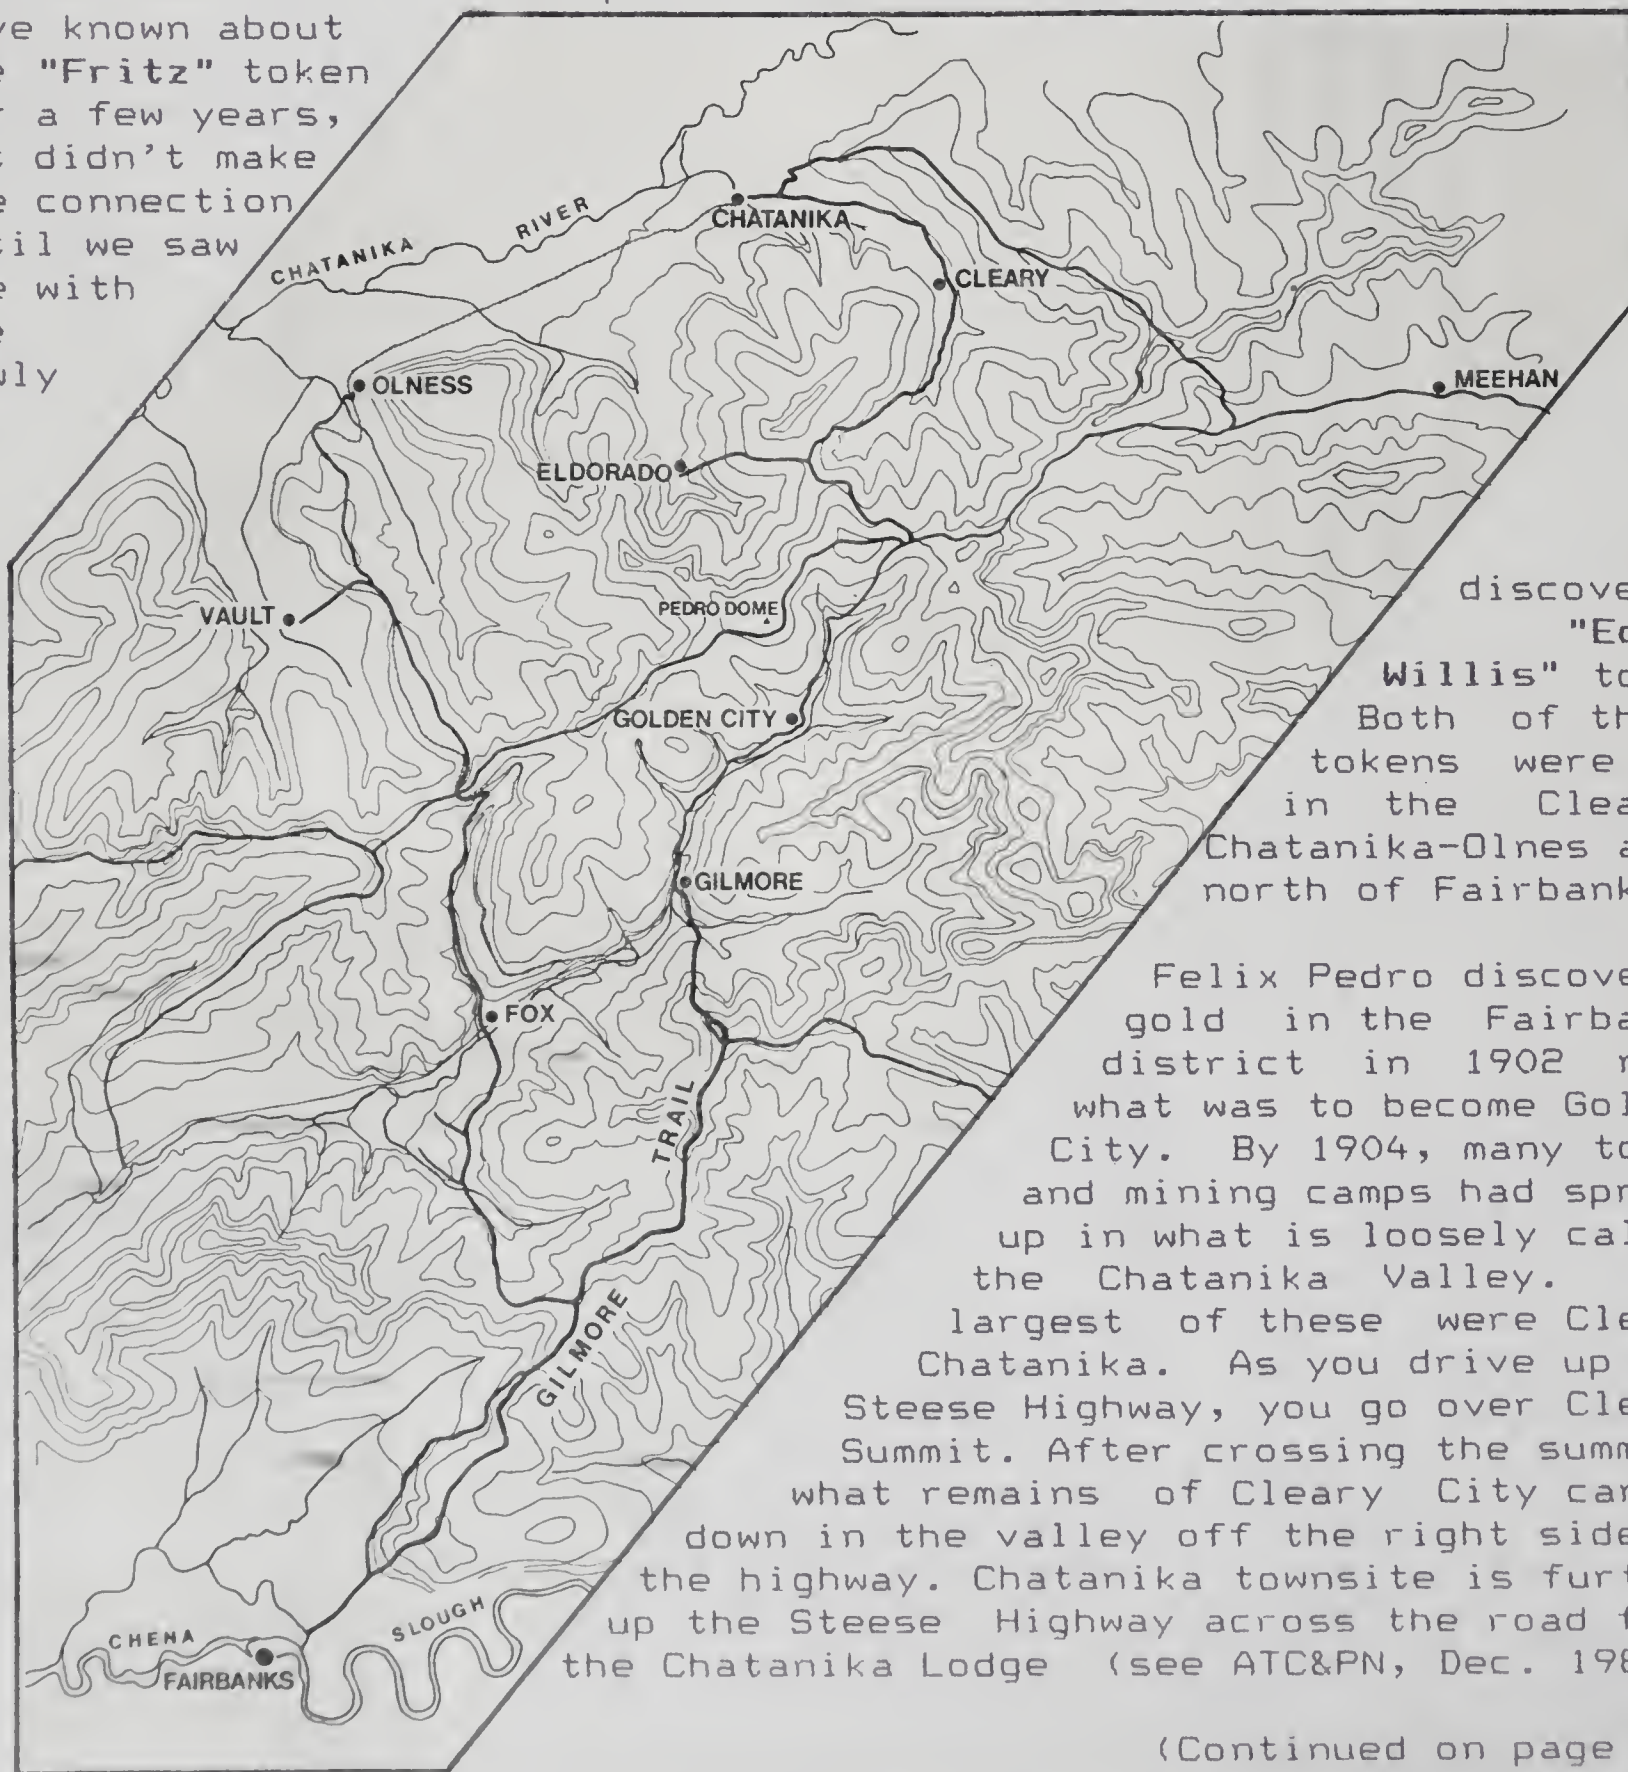 ve known about
e "Fritz" token
r a few years,
t didn't make
e connection
til we saw
e with
e
wly
CHATANIKA RIVER
CHATANIKA
CLEARY
OLNESS
MEEHAN
ELDORADO
VAULT
PEDRO DOME
GOLDEN CITY
GILMORE
FOX
GILMORE TRAIL
CHENA SLOUGH
FAIRBANKS
discove
"Ed
Willis" to
Both of th
tokens were
in the Clea
Chatanika-Olnes a
north of Fairbank
Felix Pedro discove
gold in the Fairba
district in 1902 n
what was to become Gol
City. By 1904, many to
and mining camps had spr
up in what is loosely cal
the Chatanika Valley.
largest of these were Cle
Chatanika. As you drive up
Steese Highway, you go over Cle
Summit. After crossing the summ
what remains of Cleary City can
down in the valley off the right side
the highway. Chatanika townsite is furt
up the Steese Highway across the road f
the Chatanika Lodge (see ATC&PN, Dec. 198
(Continued on page